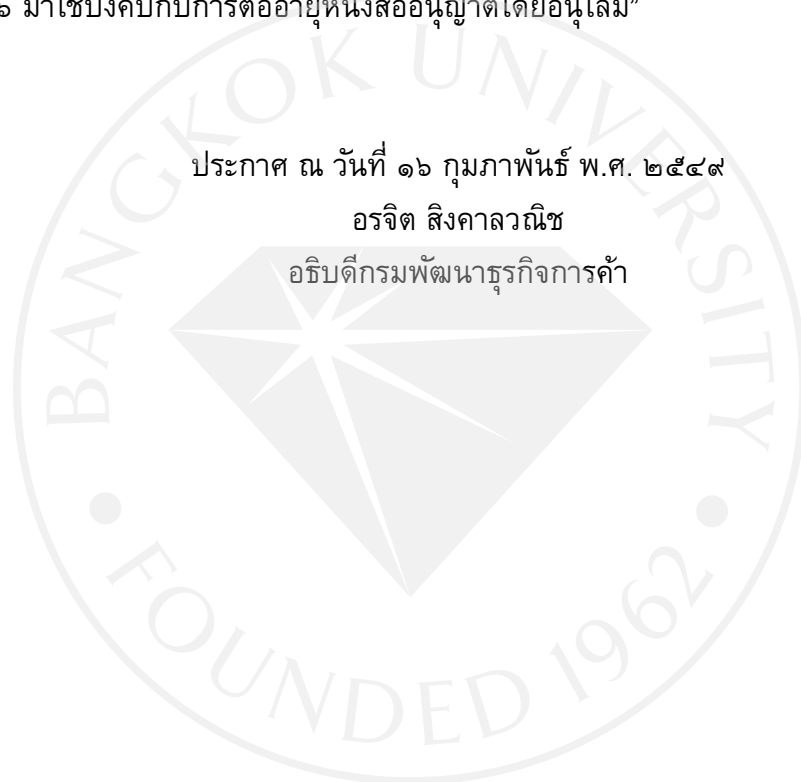 ๖ มาใช้บังคับกับการต่ออายุหนังสืออนุญาตโดยอนุโลม”
ประกาศ ณ วันที่ ๑๖ กุมภาพันธ์ พ.ศ. ๒๕๔๙
อรจิต สิงคาลวณิช
อธิบดีกรมพัฒนาธุรกิจการค้า
BANGKOK UNIVERSITY
FOUNDED 1962